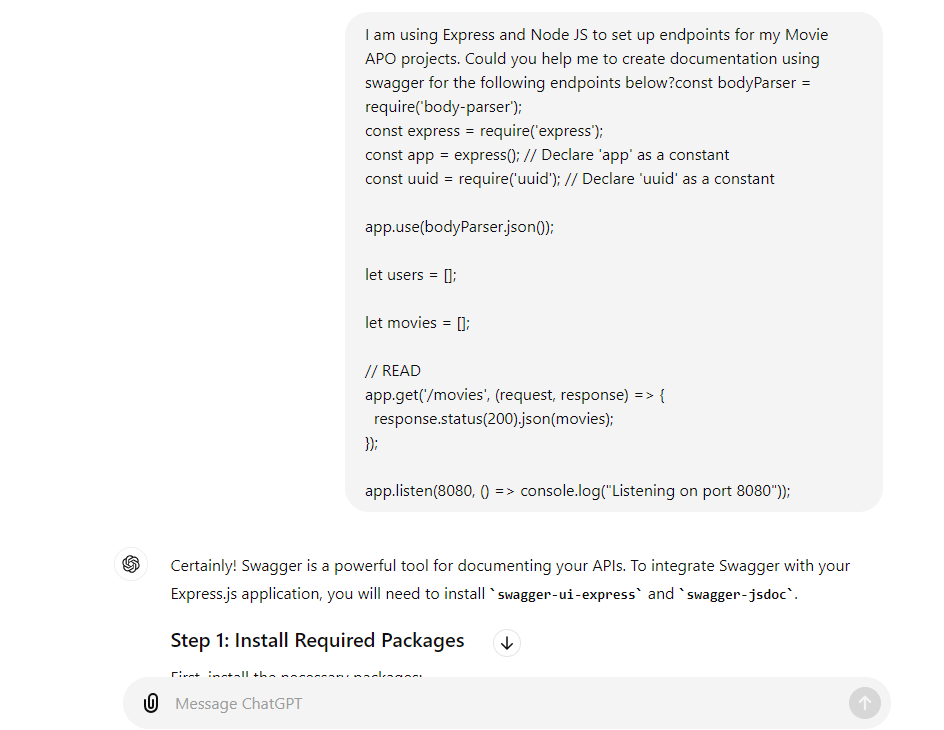 I am using Express and Node JS to set up endpoints for my Movie
APO projects. Could you help me to create documentation using
swagger for the following endpoints below?const bodyParser =
require('body-parser');
const express = require('express');
const app = express(); // Declare 'app' as a constant
const uuid = require('uuid'); // Declare 'uuid' as a constant
app.use(bodyParser.json());
let users = [];
let movies = [];
// READ
app.get('/movies', (request, response) => {
response.status(200).json(movies);
});
app.listen(8080, () => console.log("Listening on port 8080"));
Certainly! Swagger is a powerful tool for documenting your APIs. To integrate Swagger with your
Express.js application, you will need to install `swagger-ui-express` and `swagger-jsdoc`.
Step 1: Install Required Packages
First, install the necessary packages:
Message ChatGPT